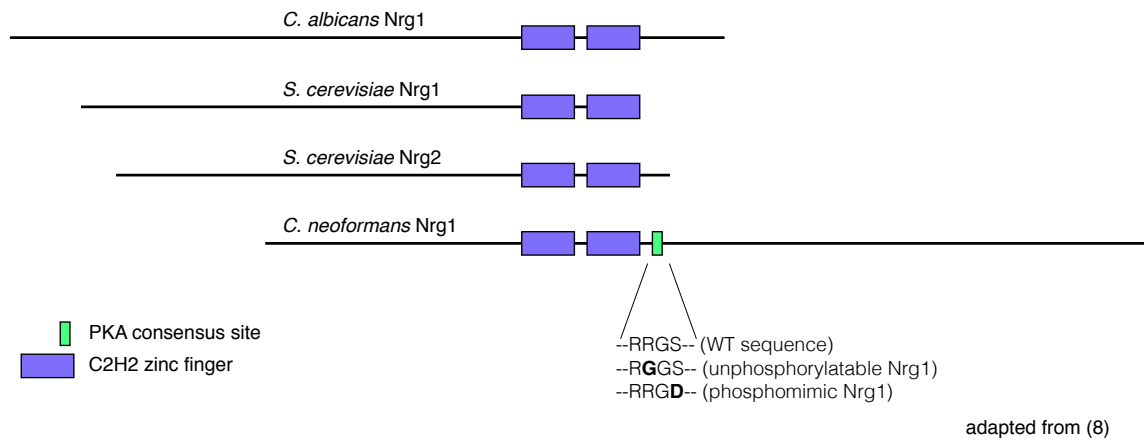 C. albicans Nrg1
S. cerevisiae Nrg1
S. cerevisiae Nrg2
C. neoformans Nrg1
PKA consensus site
C2H2 zinc finger
--RRGS-- (WT sequence)
--RGGS-- (unphosphorylatable Nrg1)
--RRGD-- (phosphomimic Nrg1)
adapted from (8)